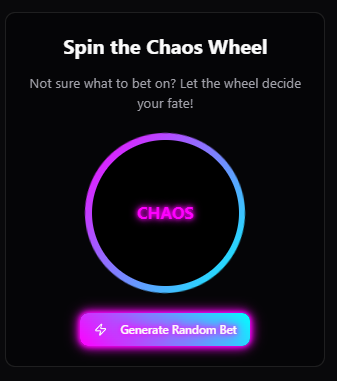 Spin the Chaos Wheel
Not sure what to bet on? Let the wheel decide
your fate!
CHAOS
Generate Random Bet